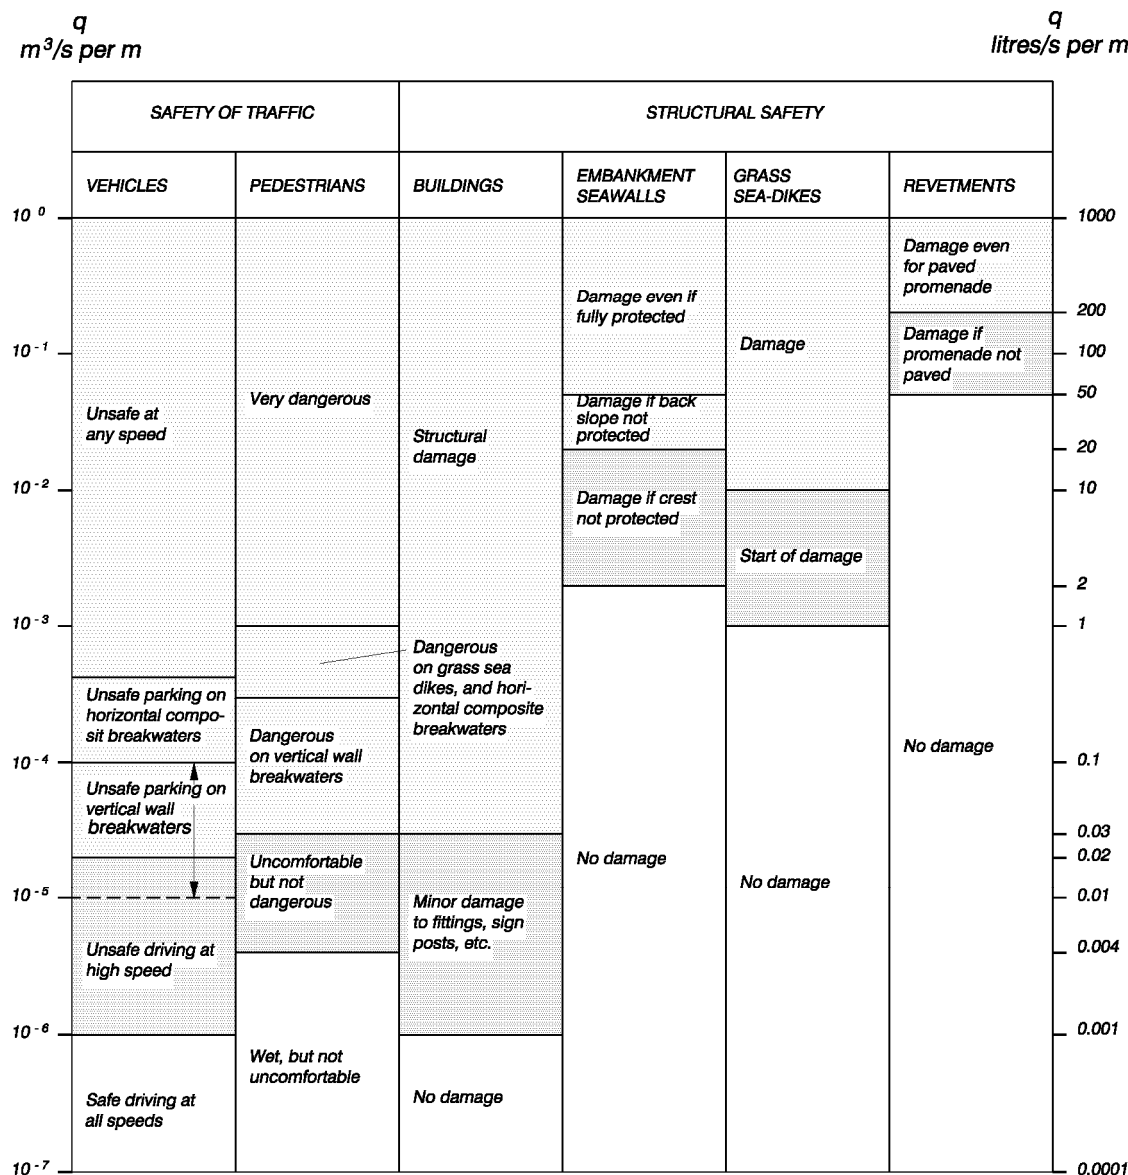 q
m³/s per m
q
litres/s per m
SAFETY OF TRAFFIC
STRUCTURAL SAFETY
VEHICLES
PEDESTRIANS
BUILDINGS
EMBANKMENT
SEAWALLS
GRASS
SEA-DIKES
REVETMENTS
10⁰
10⁻¹
10⁻²
10⁻³
10⁻⁴
10⁻⁵
10⁻⁶
10⁻⁷
Unsafe at
any speed
Unsafe parking on
horizontal compo-
sit breakwaters
Unsafe parking on
vertical wall
breakwaters
Unsafe driving at
high speed
Safe driving at
all speeds
Very dangerous
Dangerous
on grass sea
dikes, and hori-
zontal composite
breakwaters
Dangerous
on vertical wall
breakwaters
Uncomfortable
but not
dangerous
Wet, but not
uncomfortable
Structural
damage
Minor damage
to fittings, sign
posts, etc.
No damage
Damage even if
fully protected
Damage if back
slope not
protected
Damage if crest
not protected
No damage
Damage
Start of damage
No damage
Damage even
for paved
promenade
Damage if
promenade not
paved
No damage
1000
200
100
50
20
10
2
1
0.1
0.03
0.02
0.01
0.004
0.001
0.0001